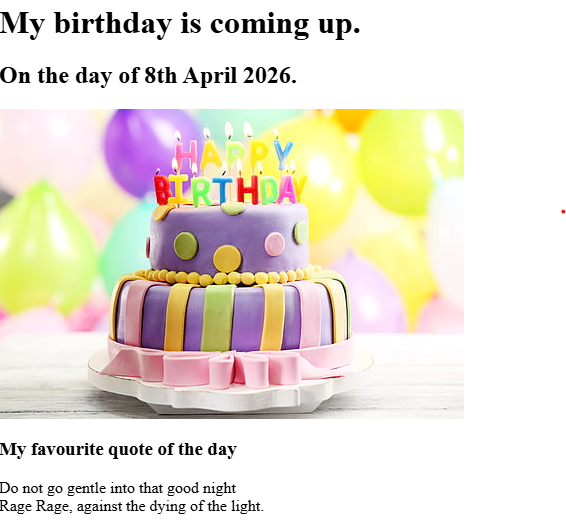 My birthday is coming up.
On the day of 8th April 2026.
HAPPY
BIRTHDAY
My favourite quote of the day
Do not go gentle into that good night
Rage Rage, against the dying of the light.